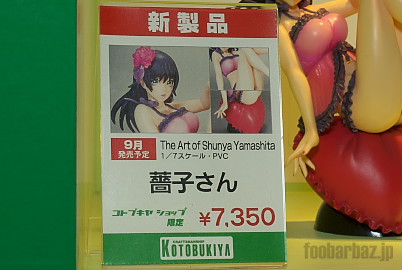 新製品
9月
発売予定
The Art of Shunya Yamashita
1／7スケール・PVC
薔子さん
コトブキヤ ショップ
限定
¥7,350
CRAFTSMANSHIP
KOTOBUKIYA
foobarbaz.jp